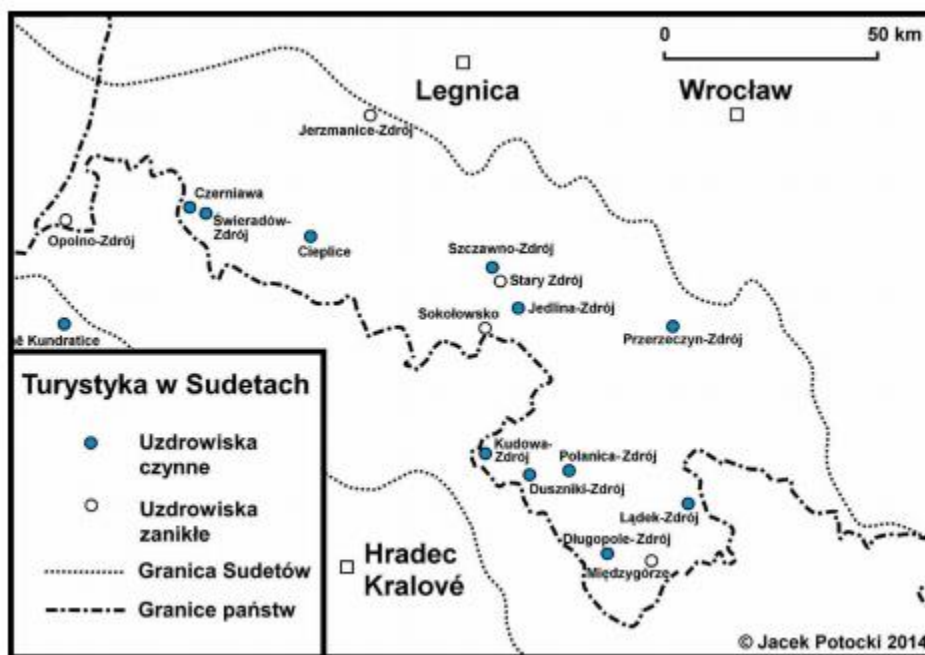 0 50 km
Legnica
Wrocław
Jerzmanice-Zdrój
Czerniawa
Świeradów-
Zdrój
Opolno-Zdrój
Cieplice
Szczawno-Zdrój
Stary Zdrój
Jedlina-Zdrój
Sokołowsko
Przerzeczyn-Zdrój
Kundratice
Turystyka w Sudetach
Uzdrowiska
czynne
Uzdrowiska
zanikłe
Granica Sudetów
Granice państw
Kudowa-
Zdrój
Polanica-Zdrój
Duszniki-Zdrój
Lądek-Zdrój
Długopole-Zdrój
Międzygórze
Hradec
Kralové
© Jacek Potocki 2014